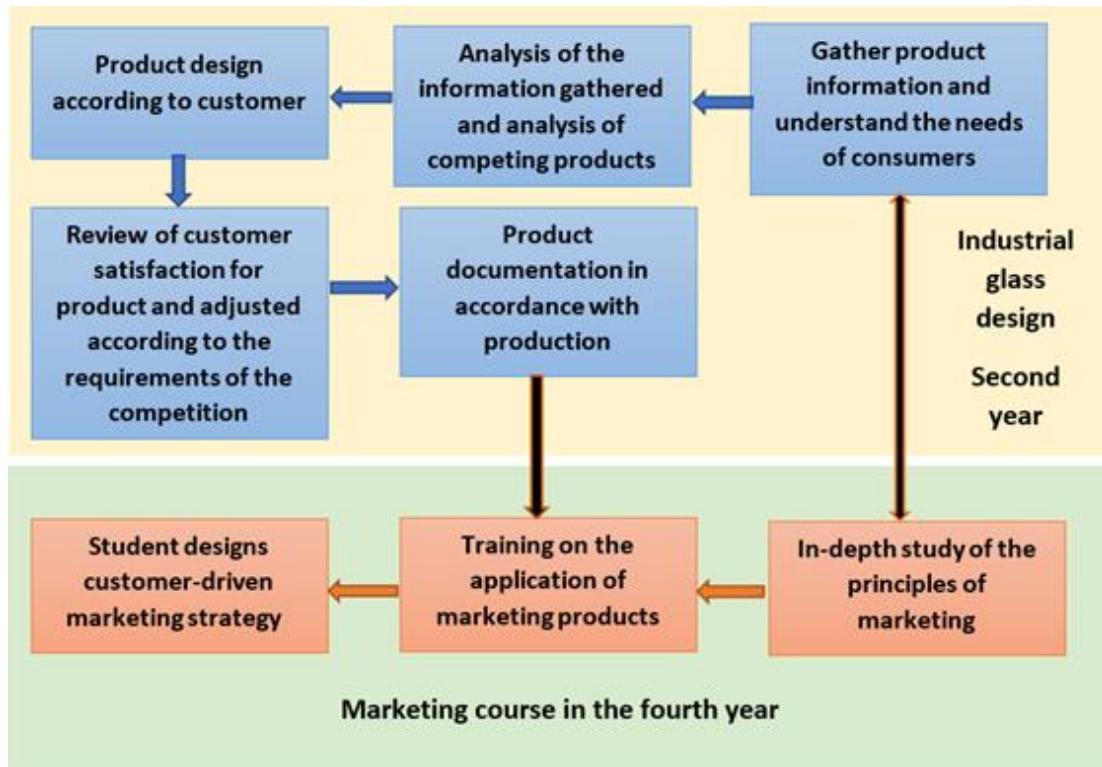 Product design
according to customer
Analysis of the
information gathered
and analysis of
competing products
Gather product
information and
understand the needs
of consumers
Review of customer
satisfaction for
product and adjusted
according to the
requirements of the
competition
Product
documentation in
accordance with
production
Industrial
glass
design
Second
year
Student designs
customer-driven
marketing strategy
Training on the
application of
marketing products
In-depth study of the
principles of
marketing
Marketing course in the fourth year